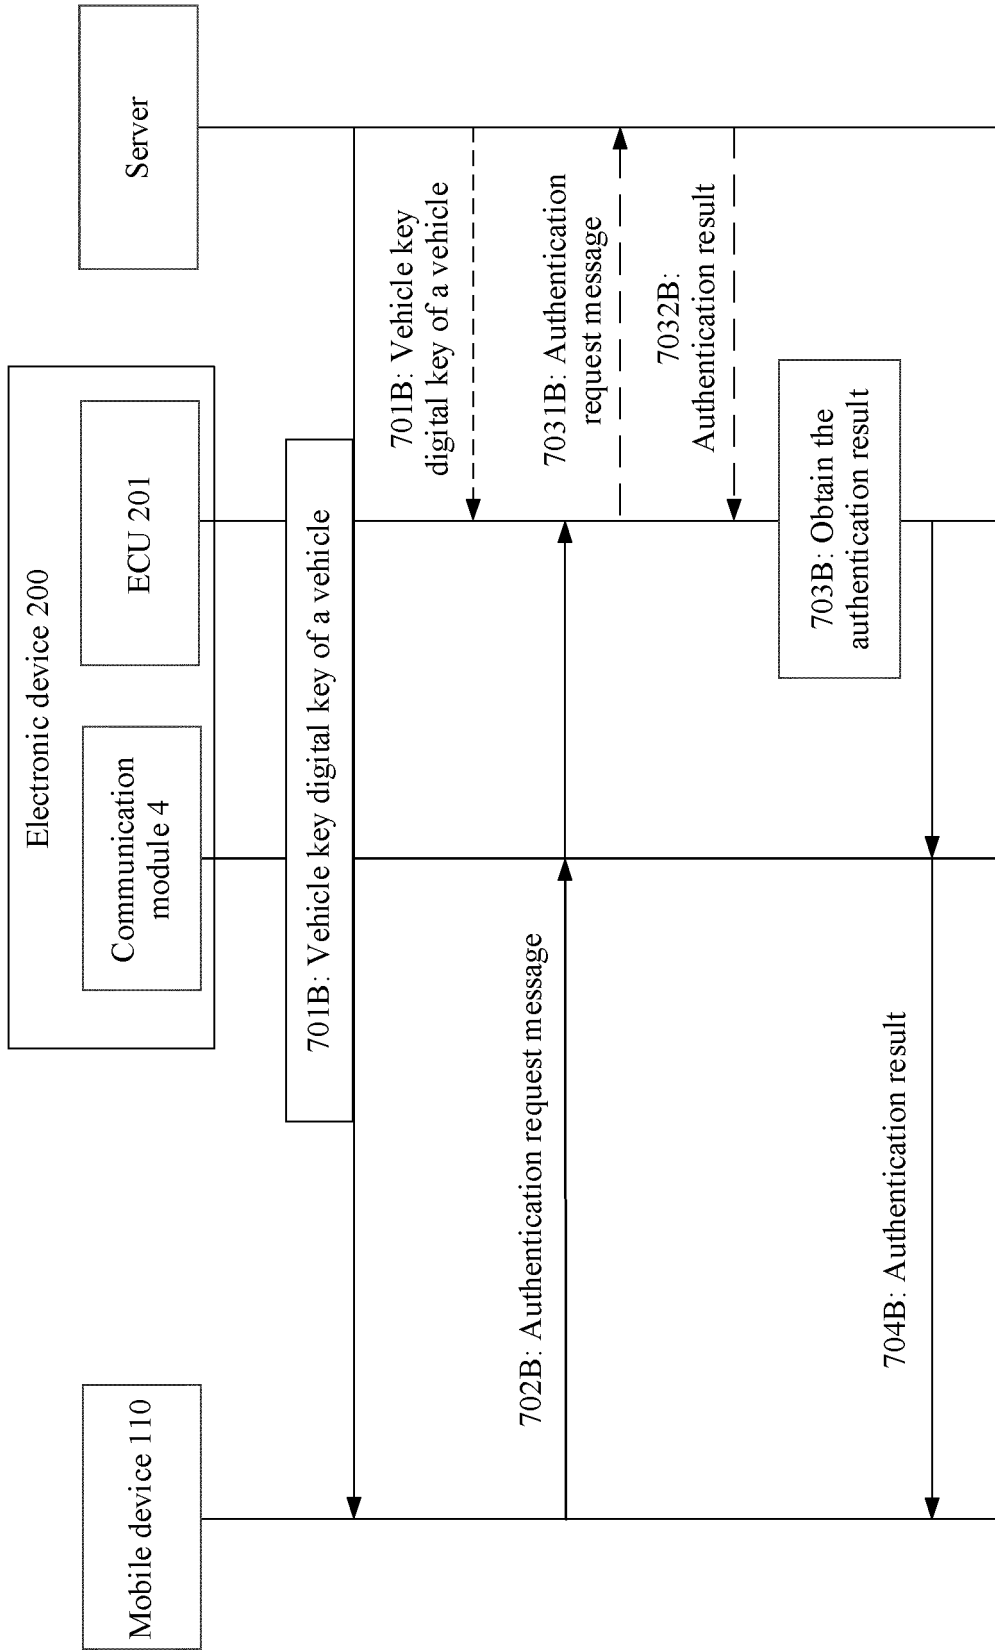 Electronic device 200
Mobile device 110
Communication
module 4
ECU 201
Server
701B: Vehicle key digital key of a vehicle
701B: Vehicle key
digital key of a vehicle
702B: Authentication request message
7031B: Authentication
request message
7032B:
Authentication result
703B: Obtain the
authentication result
704B: Authentication result